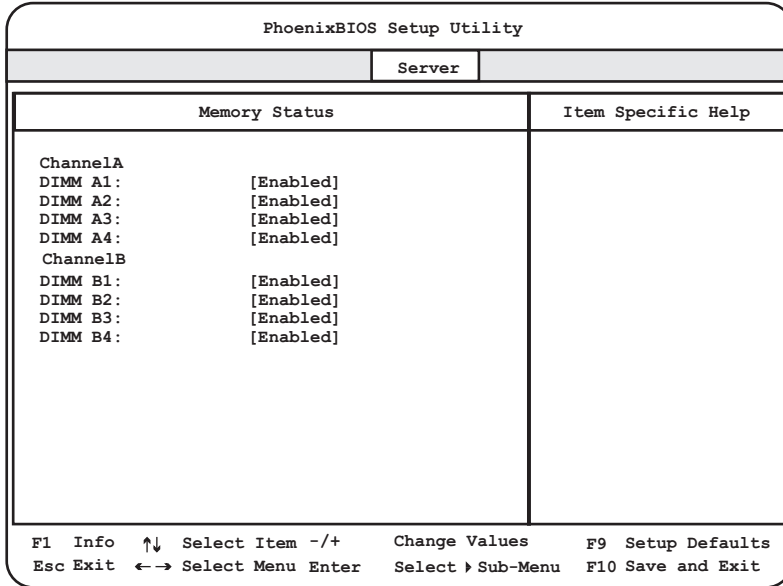 PhoenixBIOS Setup Utility
Server
Memory Status
Item Specific Help
ChannelA
DIMM A1: [Enabled]
DIMM A2: [Enabled]
DIMM A3: [Enabled]
DIMM A4: [Enabled]
ChannelB
DIMM B1: [Enabled]
DIMM B2: [Enabled]
DIMM B3: [Enabled]
DIMM B4: [Enabled]
F1 Info ↑↓ Select Item -/+ Change Values F9 Setup Defaults
Esc Exit ←→ Select Menu Enter Select ▸ Sub-Menu F10 Save and Exit